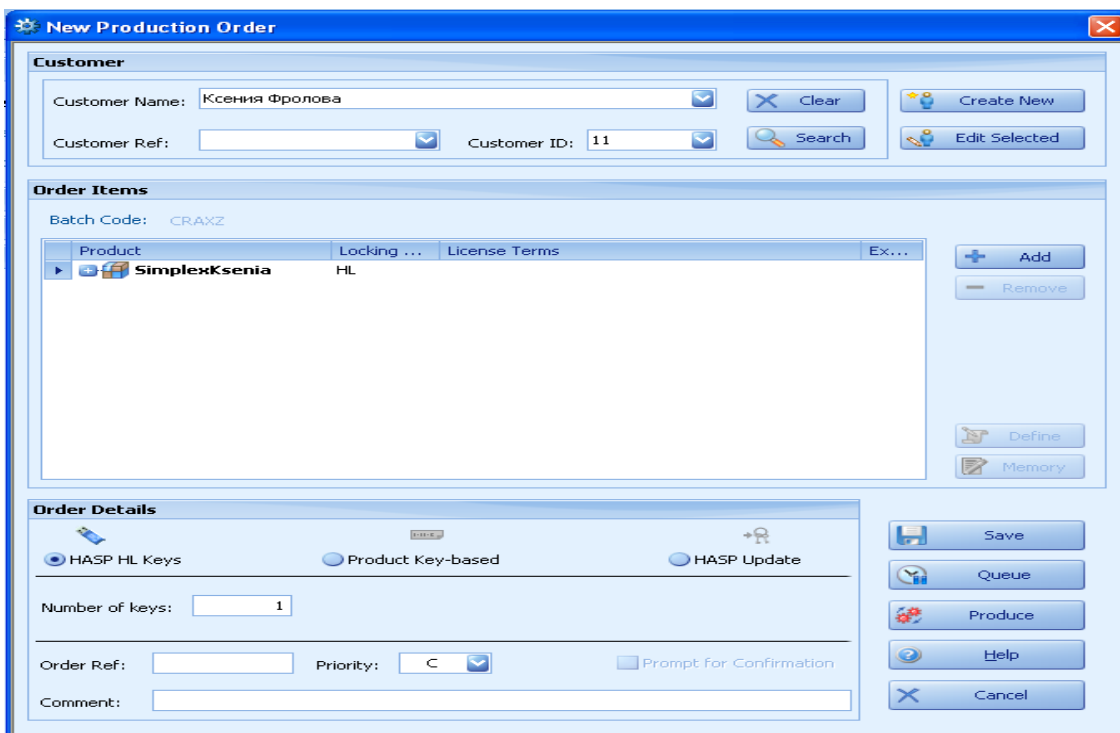 New Production Order
Customer
Customer Name: Ксения Фролова Clear Create New
Customer Ref: Customer ID: 11 Search Edit Selected
Order Items
Batch Code: CRAXZ
Product Locking ... License Terms Ex...
SimplexKsenia HL
Add
Remove
Define
Memory
Order Details
HASP HL Keys Product Key-based HASP Update
Number of keys: 1
Order Ref: Priority: C Prompt for Confirmation
Comment:
Save
Queue
Produce
Help
Cancel